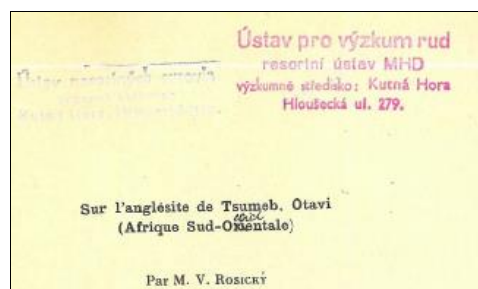 Ústav pro výzkum rud
resortní ústav MHD
výzkumné středisko: Kutná Hora
Hloušecká ul. 279.
Sur l'anglésite de Tsumeb, Otavi
(Afrique Sud-Orientale)
Par M. V. Rosický